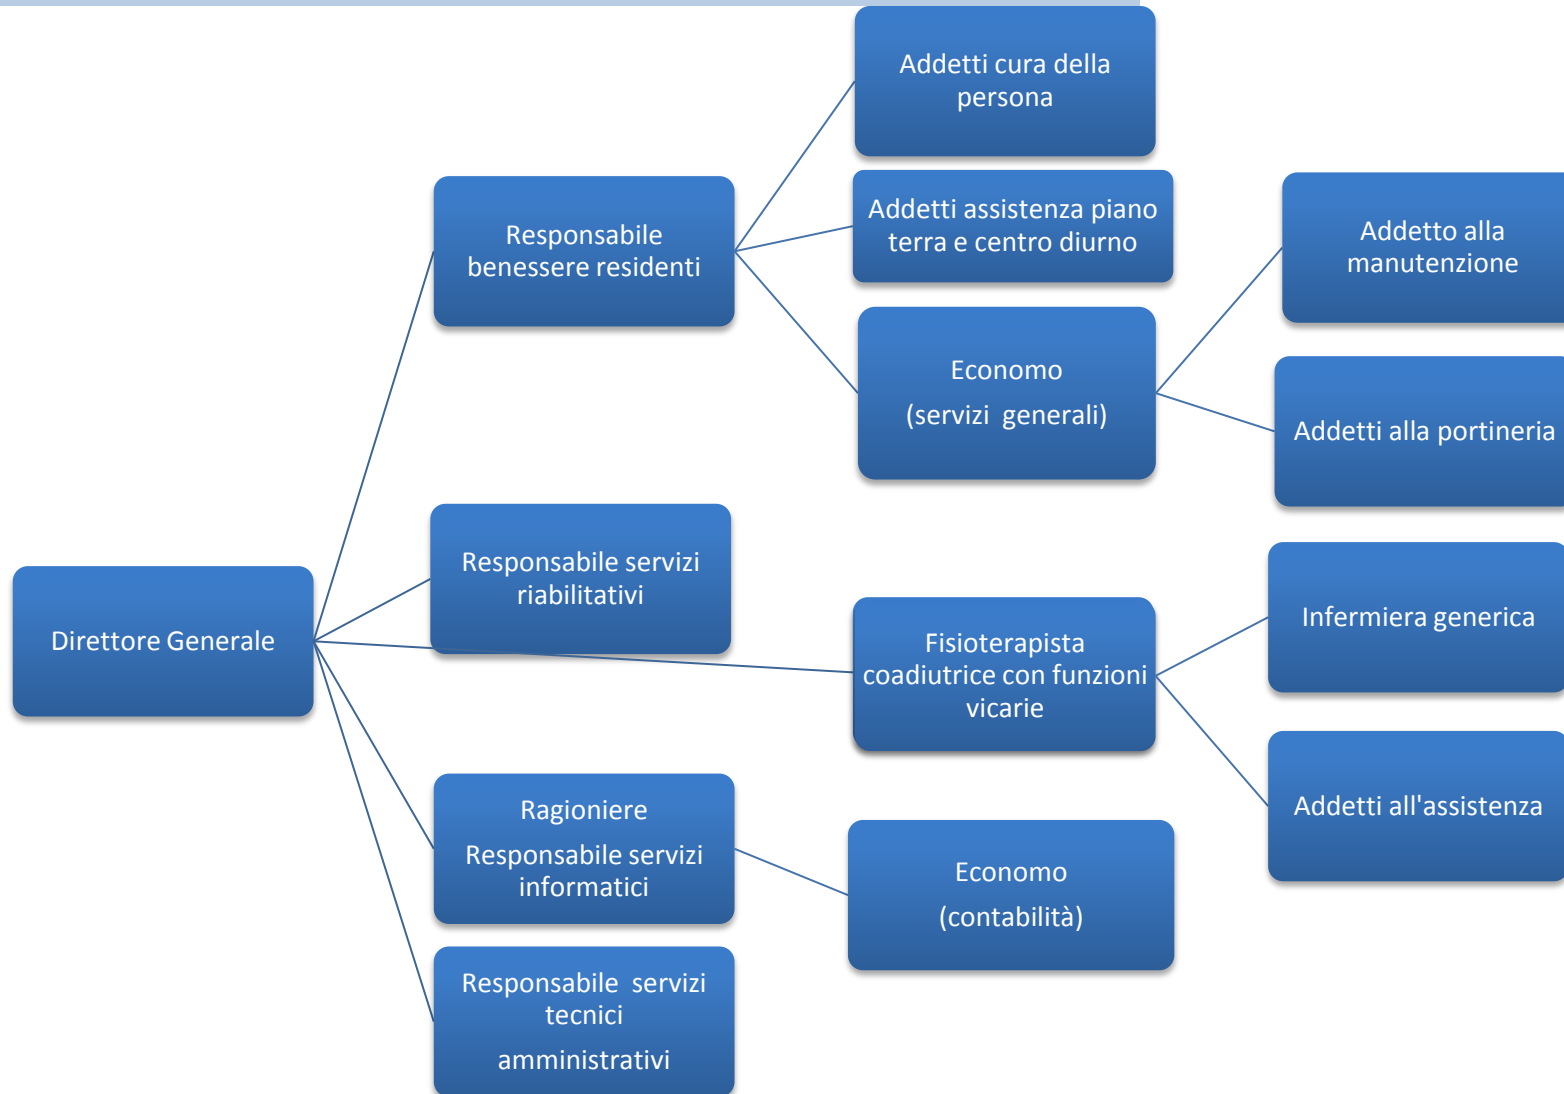 Addetti cura della
persona
Addetti assistenza piano
terra e centro diurno
Responsabile
benessere residenti
Addetto alla
manutenzione
Economo
(servizi  generali)
Addetti alla portineria
Responsabile servizi
riabilitativi
Direttore Generale
Fisioterapista
coadiutrice con funzioni
vicarie
Infermiera generica
Addetti all'assistenza
Ragioniere
Responsabile servizi
informatici
Economo
(contabilità)
Responsabile  servizi
tecnici
amministrativi